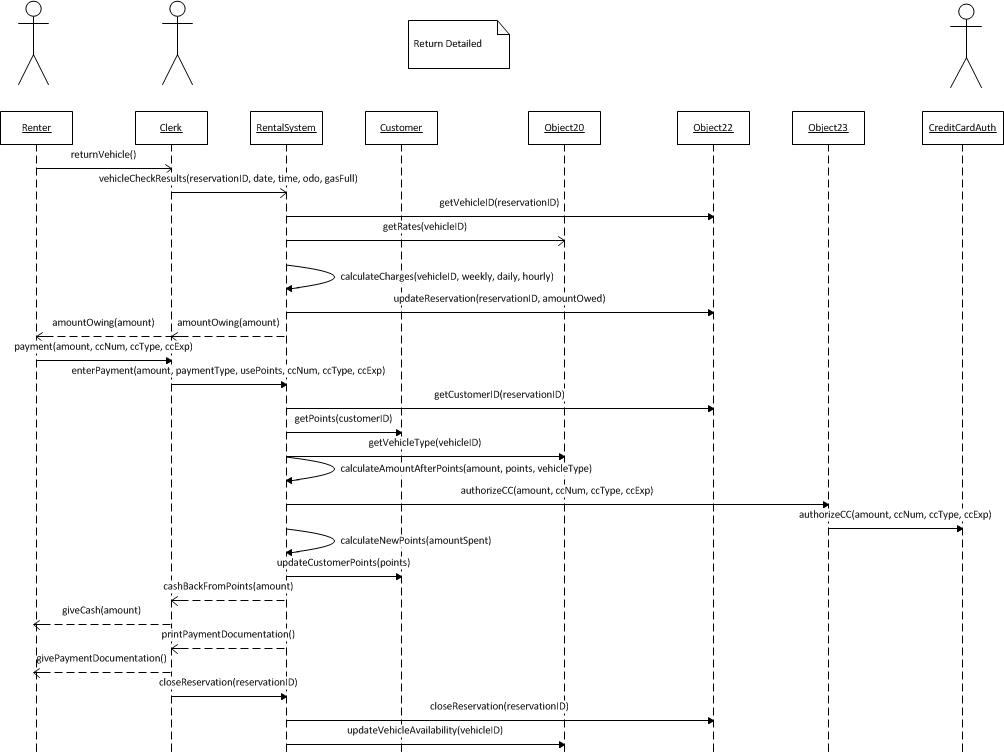 Return Detailed
Renter
Clerk
RentalSystem
Customer
Object20
Object22
Object23
CreditCardAuth
returnVehicle()
vehicleCheckResults(reservationID, date, time, odo, gasFull)
getVehicleID(reservationID)
getRates(vehicleID)
calculateCharges(vehicleID, weekly, daily, hourly)
updateReservation(reservationID, amountOwed)
amountOwing(amount)
amountOwing(amount)
payment(amount, ccNum, ccType, ccExp)
enterPayment(amount, paymentType, usePoints, ccNum, ccType, ccExp)
getCustomerID(reservationID)
getPoints(customerID)
getVehicleType(vehicleID)
calculateAmountAfterPoints(amount, points, vehicleType)
authorizeCC(amount, ccNum, ccType, ccExp)
authorizeCC(amount, ccNum, ccType, ccExp)
calculateNewPoints(amountSpent)
updateCustomerPoints(points)
cashBackFromPoints(amount)
giveCash(amount)
printPaymentDocumentation()
givePaymentDocumentation()
closeReservation(reservationID)
closeReservation(reservationID)
updateVehicleAvailability(vehicleID)